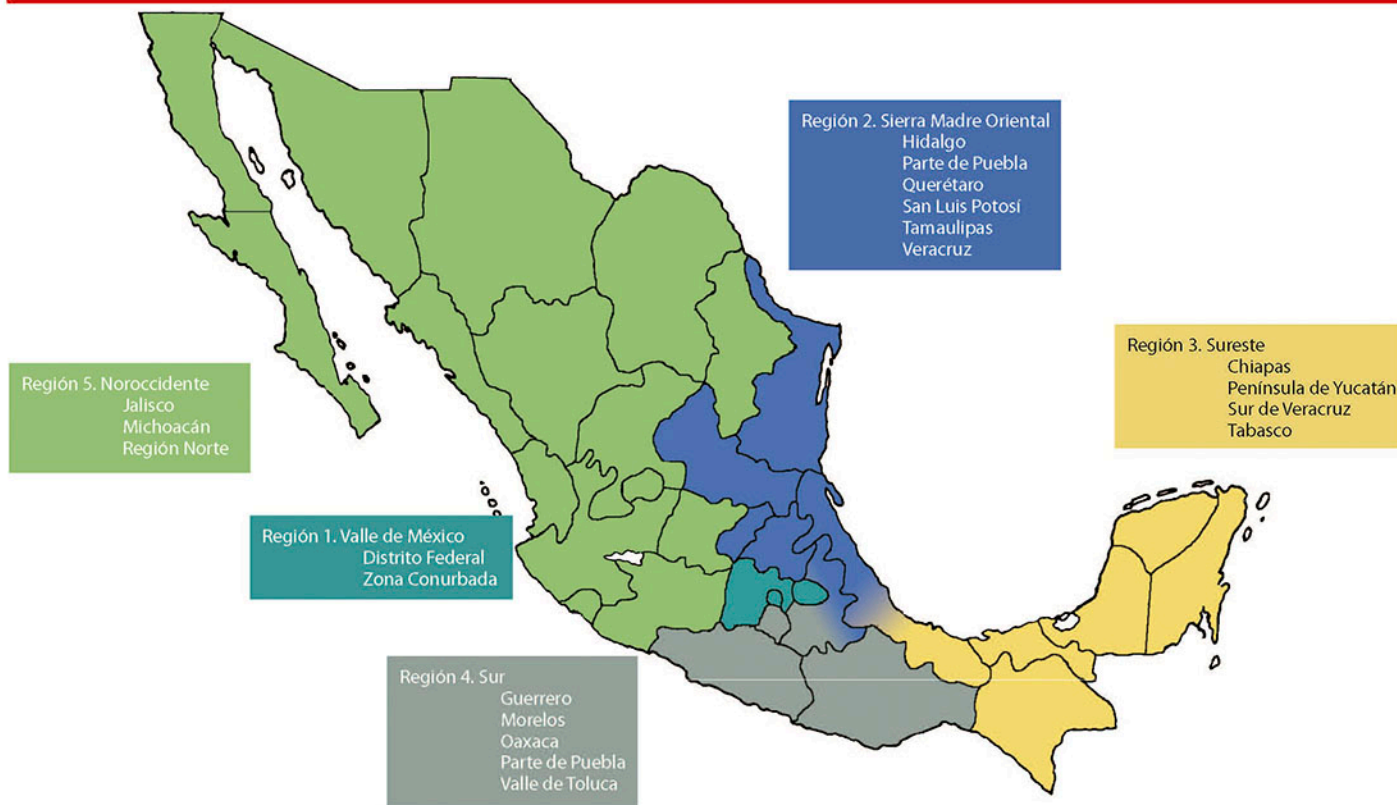 Región 2. Sierra Madre Oriental
Hidalgo
Parte de Puebla
Querétaro
San Luis Potosí
Tamaulipas
Veracruz
Región 3. Sureste
Chiapas
Península de Yucatán
Sur de Veracruz
Tabasco
Región 5. Noroccidente
Jalisco
Michoacán
Región Norte
Región 1. Valle de México
Distrito Federal
Zona Conurbada
Región 4. Sur
Guerrero
Morelos
Oaxaca
Parte de Puebla
Valle de Toluca